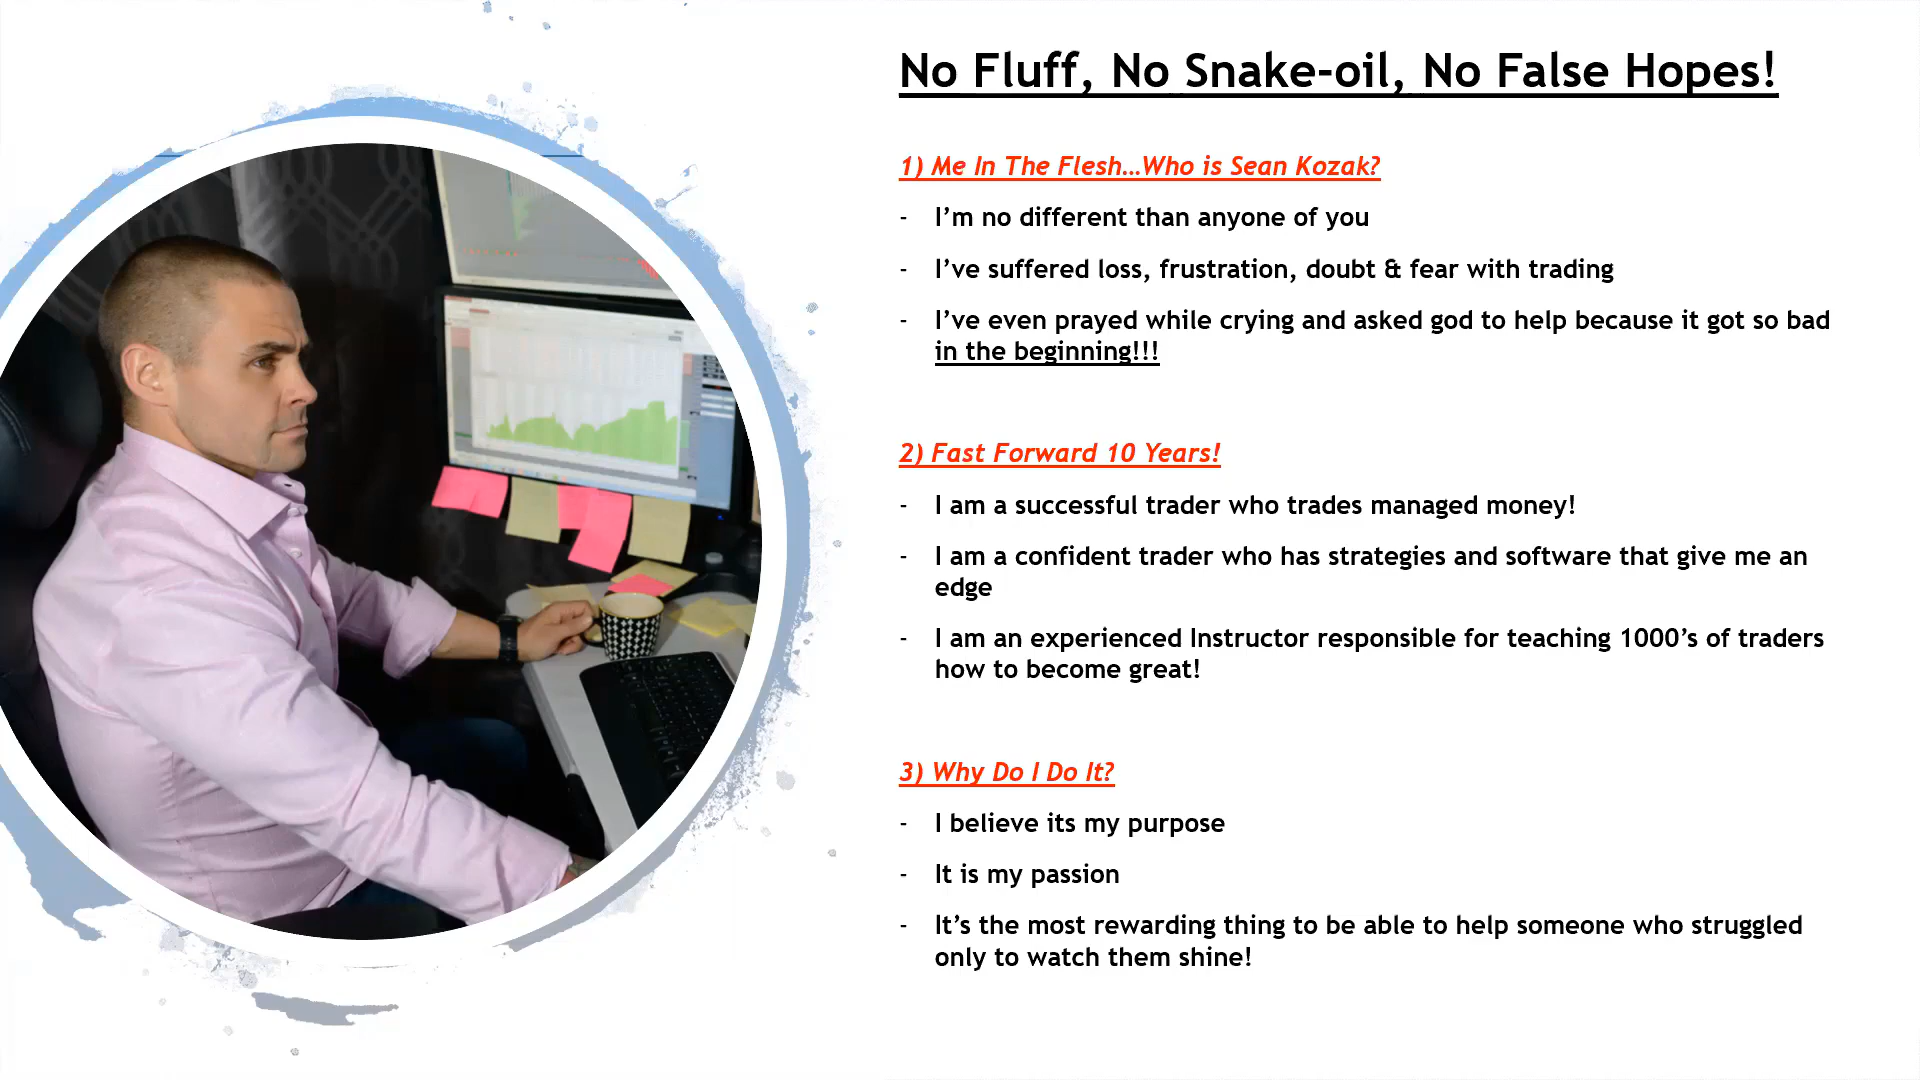 No Fluff, No Snake-oil, No False Hopes!
1) Me In The Flesh…Who is Sean Kozak?
- I’m no different than anyone of you
- I’ve suffered loss, frustration, doubt & fear with trading
- I’ve even prayed while crying and asked god to help because it got so bad
in the beginning!!!
2) Fast Forward 10 Years!
- I am a successful trader who trades managed money!
- I am a confident trader who has strategies and software that give me an
edge
- I am an experienced Instructor responsible for teaching 1000’s of traders
how to become great!
3) Why Do I Do It?
- I believe its my purpose
- It is my passion
- It’s the most rewarding thing to be able to help someone who struggled
only to watch them shine!